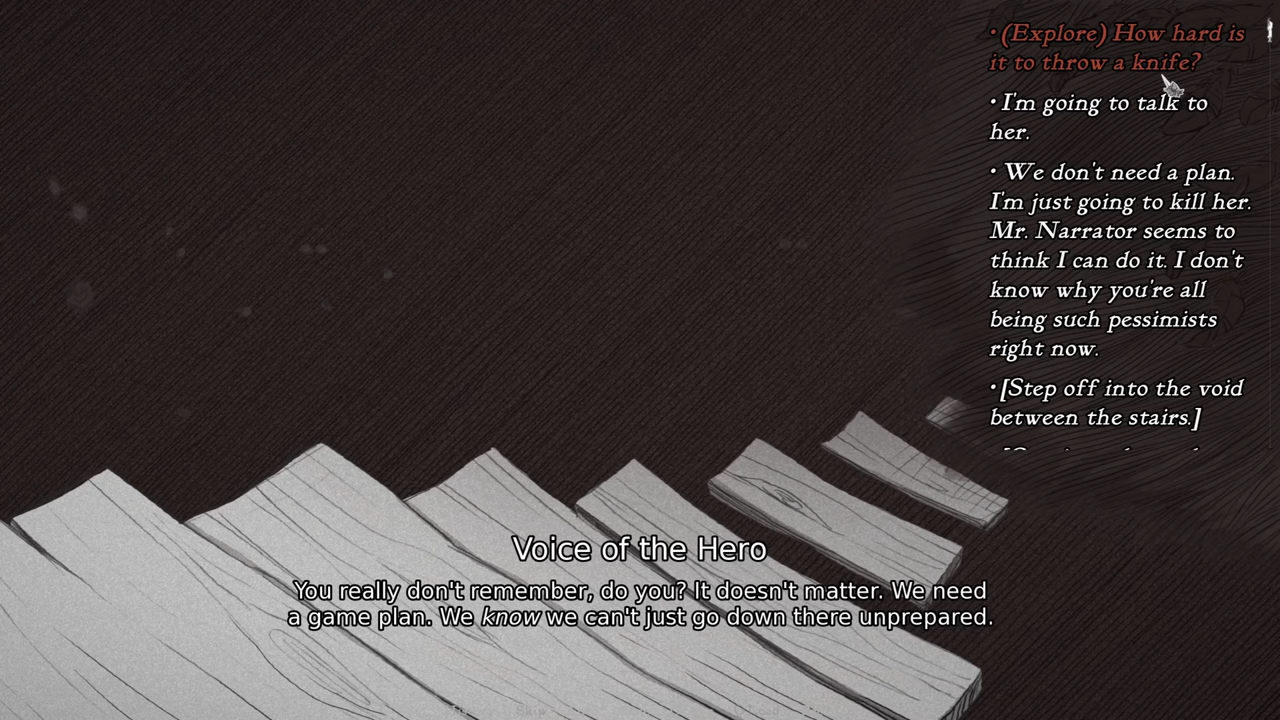 • (Explore) How hard is
it to throw a knife?
• I'm going to talk to
her.
• We don't need a plan.
I'm just going to kill her.
Mr. Narrator seems to
think I can do it. I don't
know why you're all
being such pessimists
right now.
• [Step off into the void
between the stairs.]
Voice of the Hero
You really don't remember, do you? It doesn't matter. We need
a game plan. We know we can't just go down there unprepared.